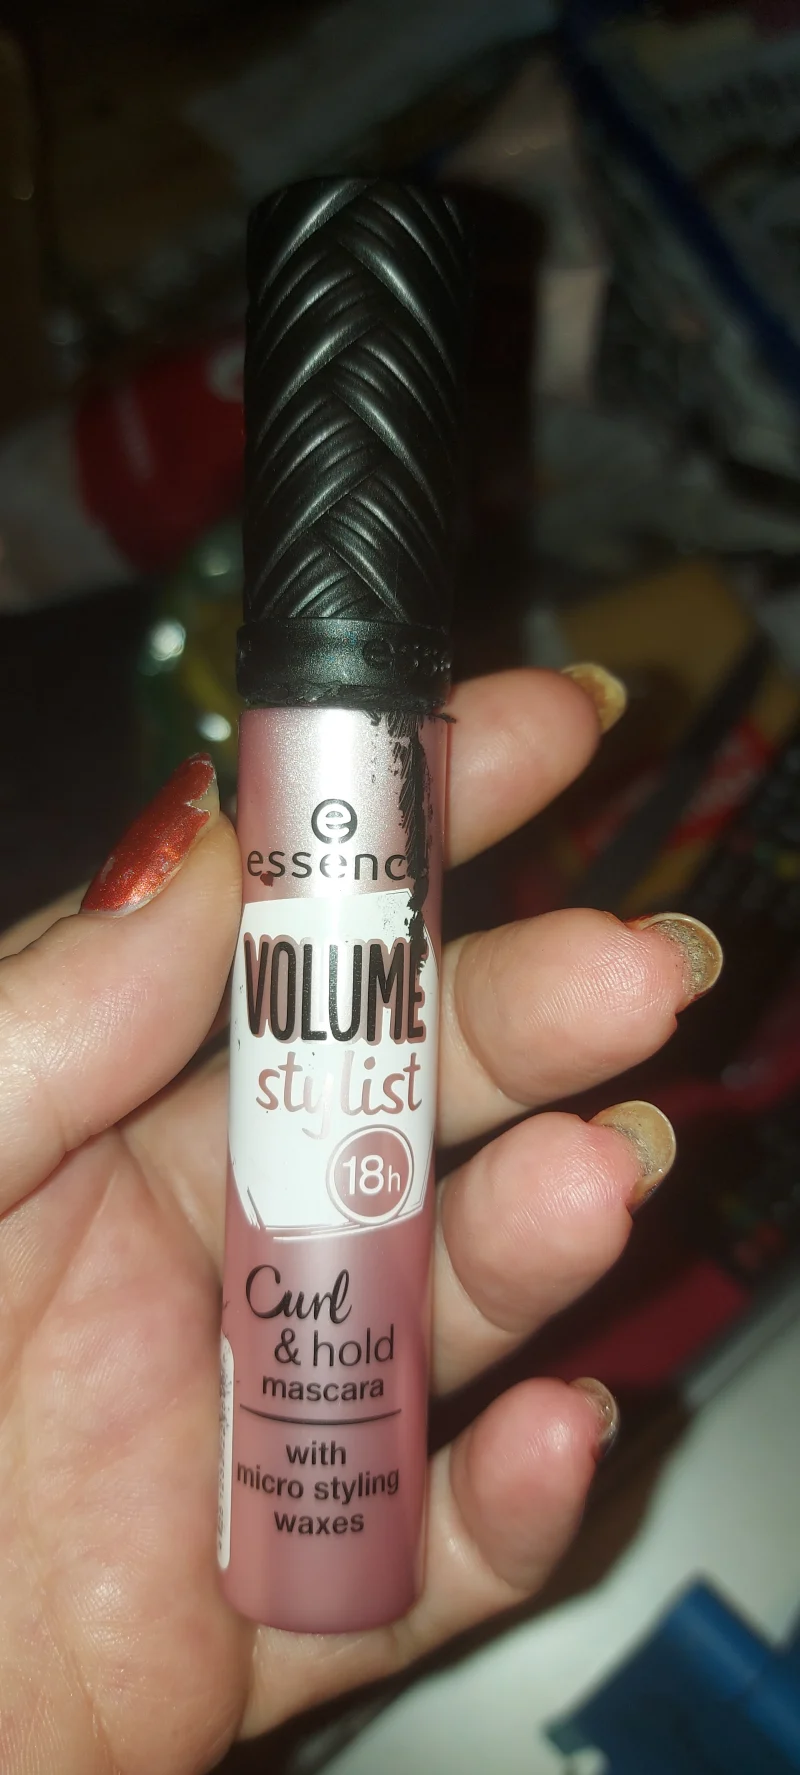 essence
VOLUME
stylist
18h
Curl
& hold
mascara
with
micro styling
waxes